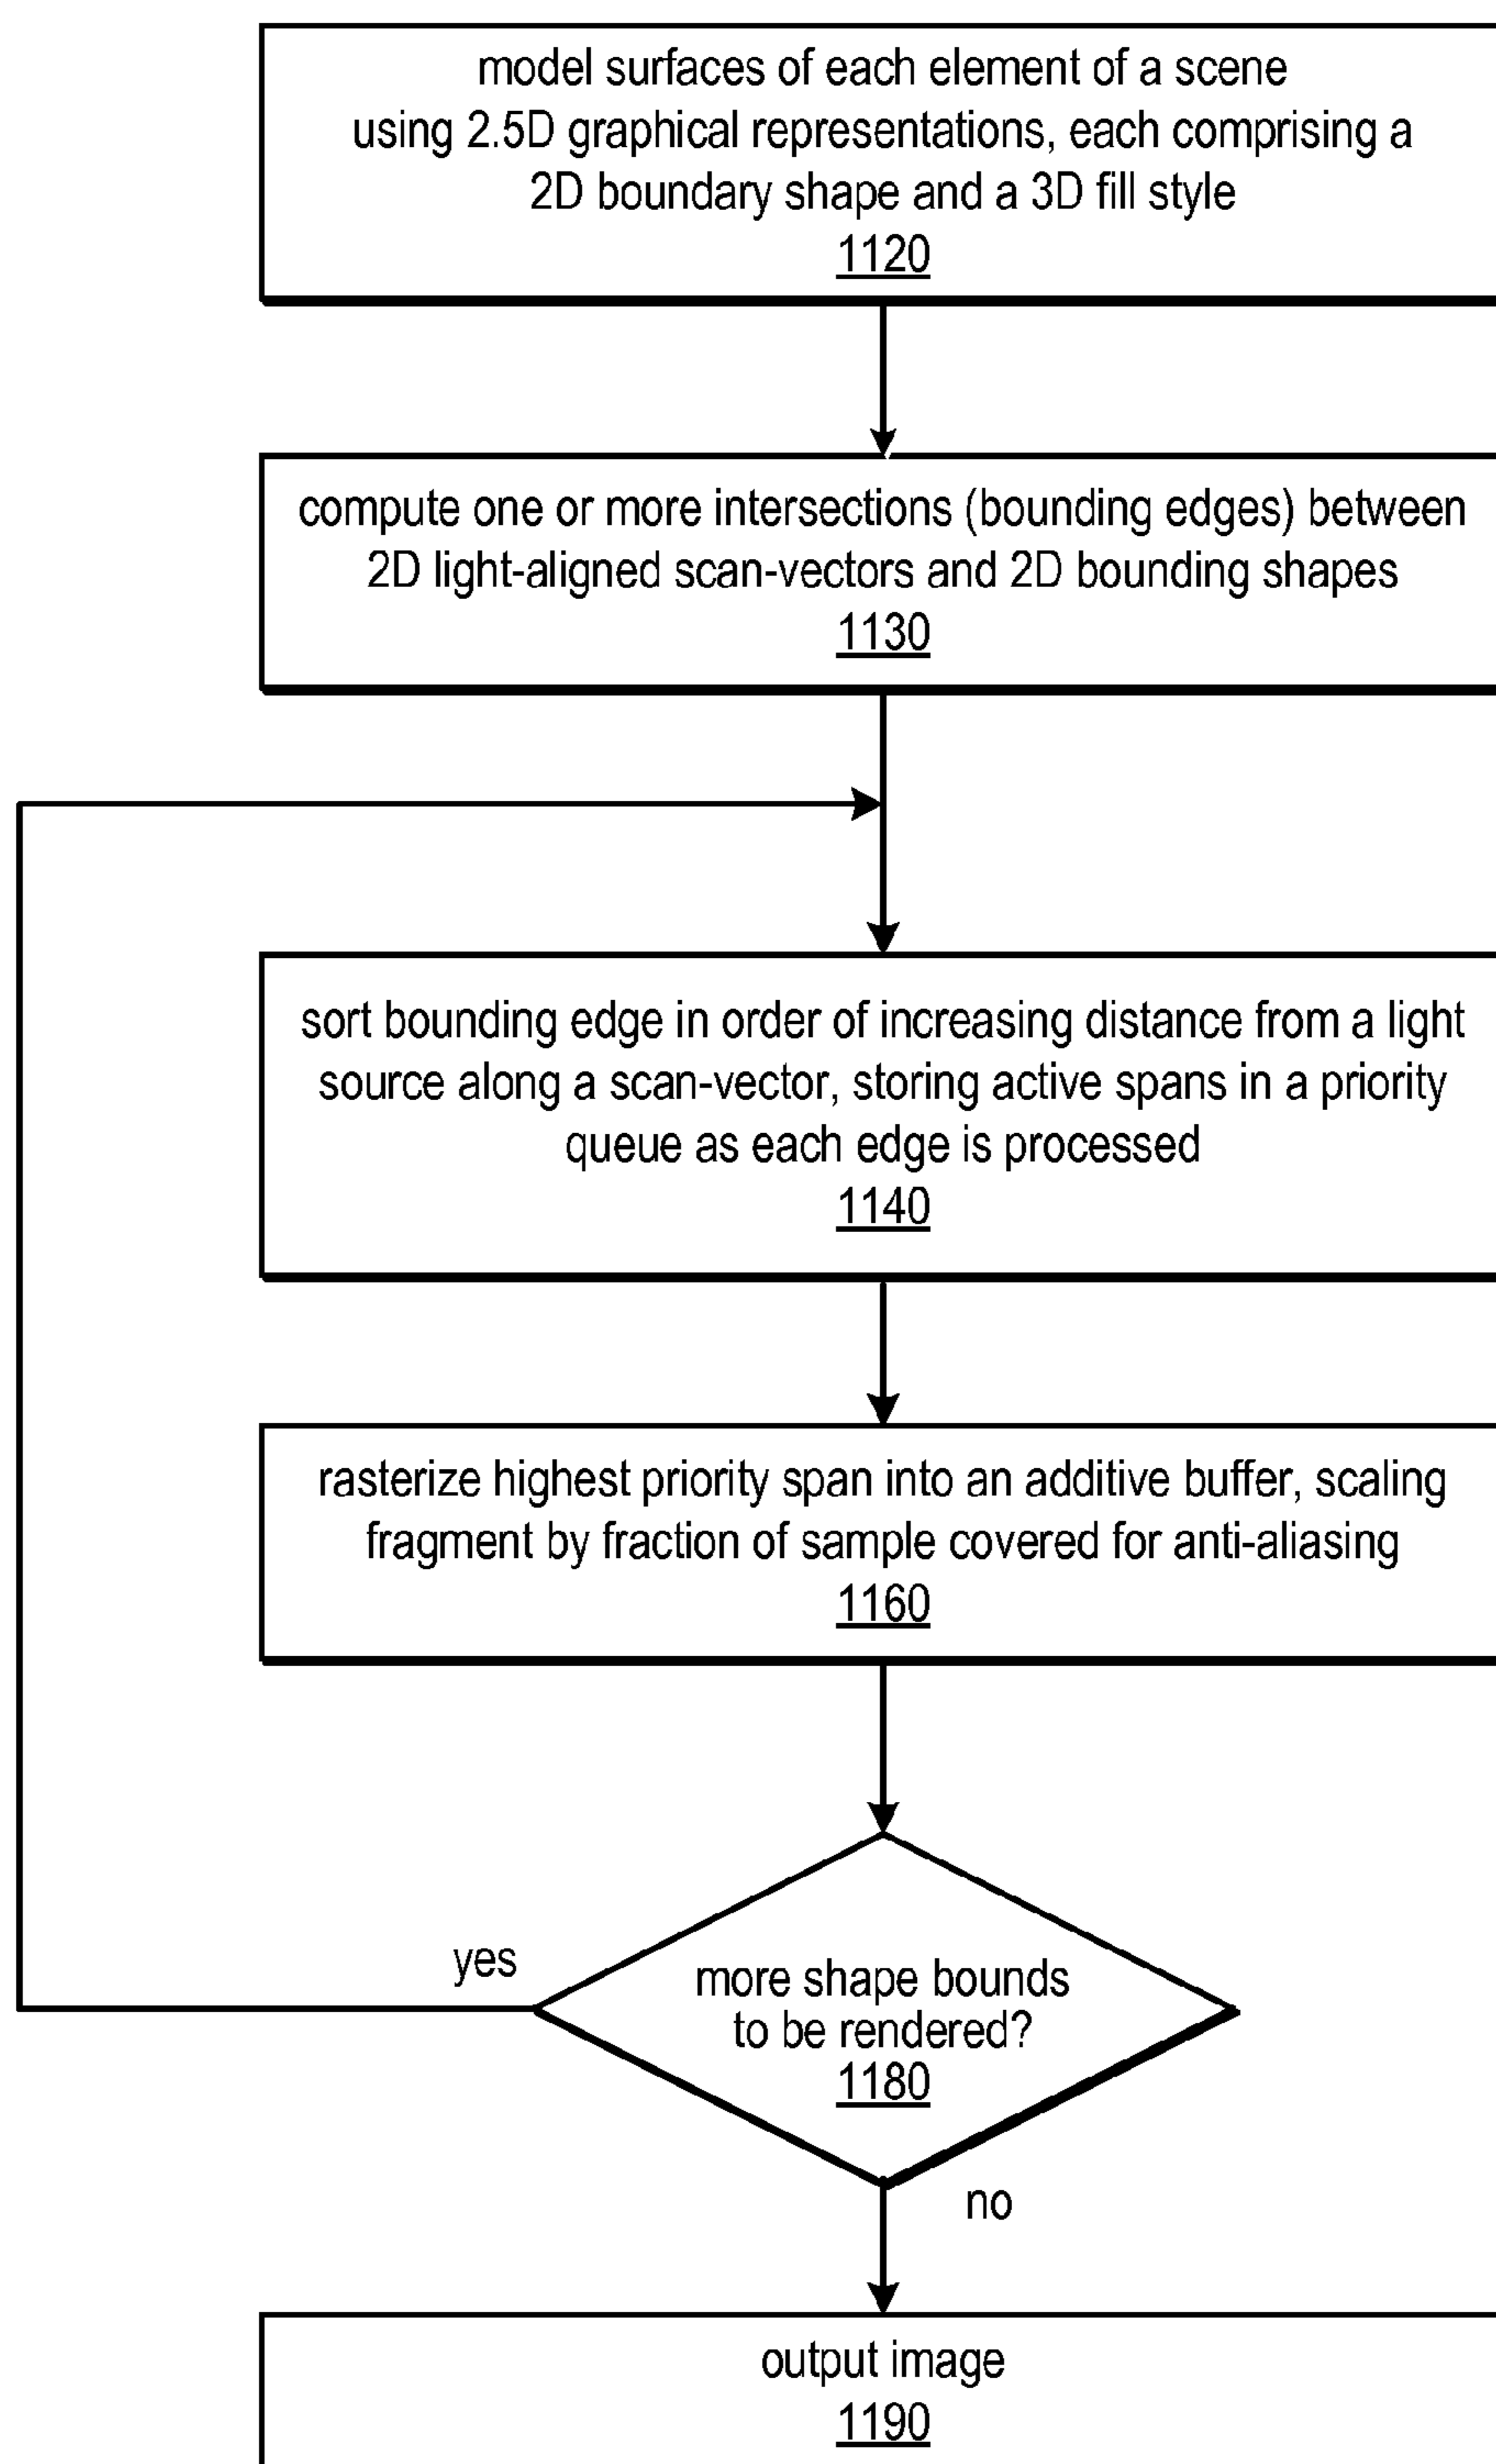 model surfaces of each element of a scene
using 2.5D graphical representations, each comprising a
2D boundary shape and a 3D fill style
1120
compute one or more intersections (bounding edges) between
2D light-aligned scan-vectors and 2D bounding shapes
1130
sort bounding edge in order of increasing distance from a light
source along a scan-vector, storing active spans in a priority
queue as each edge is processed
1140
rasterize highest priority span into an additive buffer, scaling
fragment by fraction of sample covered for anti-aliasing
1160
yes
more shape bounds
to be rendered?
1180
no
output image
1190